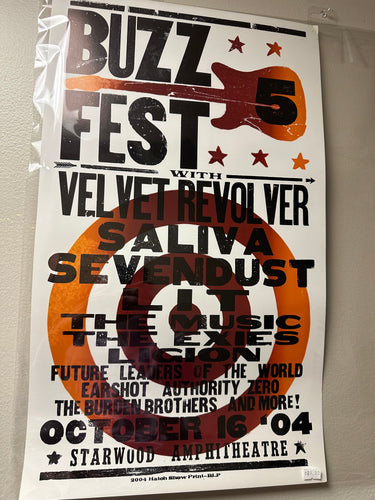 BUZZ
5
FEST
WITH
VELVET REVOLVER
SALIVA
SEVENDUST
LIT
THE MUSIC
THE EXIES
LIGION
FUTURE LEADERS OF THE WORLD
EARSHOT AUTHORITY ZERO
THE BURDEN BROTHERS AND MORE!
OCTOBER 16 '04
★ STARWOOD AMPHITHEATRE ★
2004 Hatch Show Print-BLP